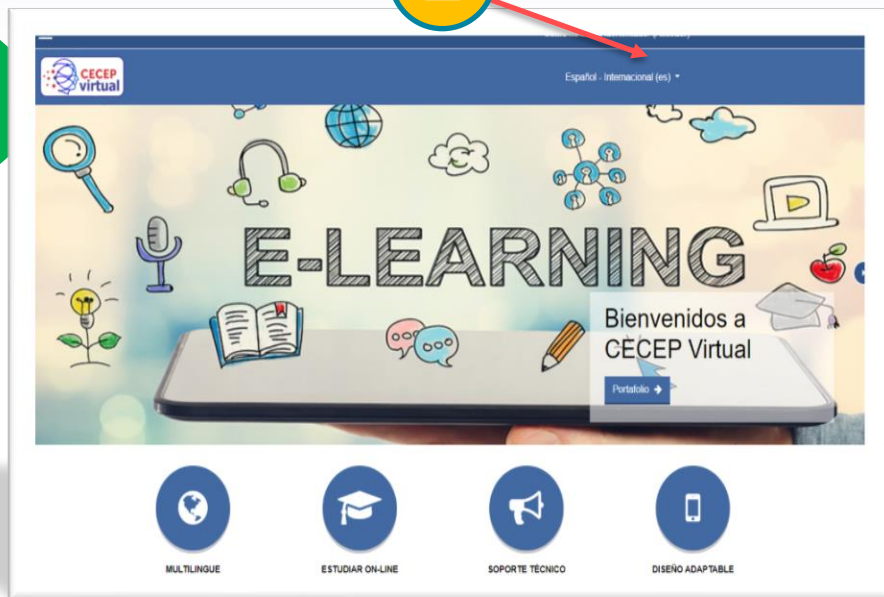 CECEP
virtual
Español - Internacional (es)
E-LEARNING
Bienvenidos a
CECEP Virtual
Portafolio
MULTILINGUE
ESTUDIAR ON-LINE
SOPORTE TÉCNICO
DISEÑO ADAPTABLE